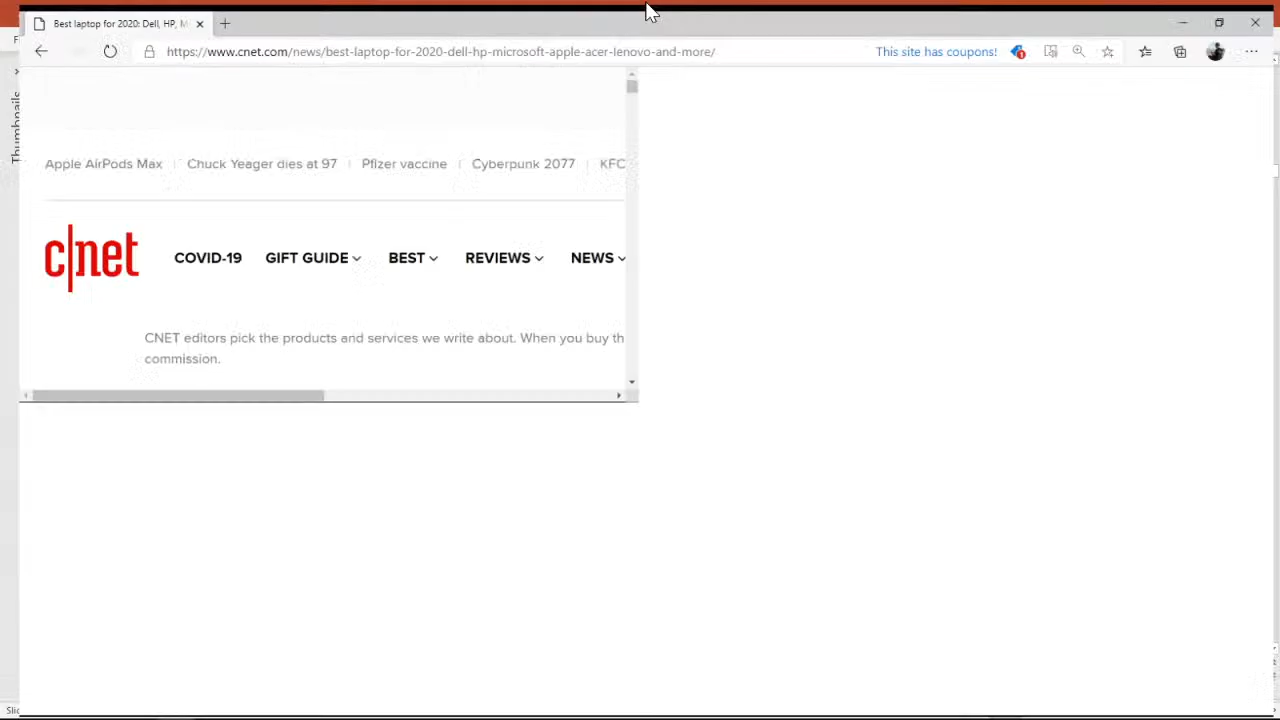 Best laptop for 2020: Dell, HP, M
https://www.cnet.com/news/best-laptop-for-2020-dell-hp-microsoft-apple-acer-lenovo-and-more/
This site has coupons!
1
Thumbnails
Apple AirPods Max
Chuck Yeager dies at 97
Pfizer vaccine
Cyberpunk 2077
KFC
c|net
COVID-19
GIFT GUIDE
BEST
REVIEWS
NEWS
CNET editors pick the products and services we write about. When you buy th
commission.